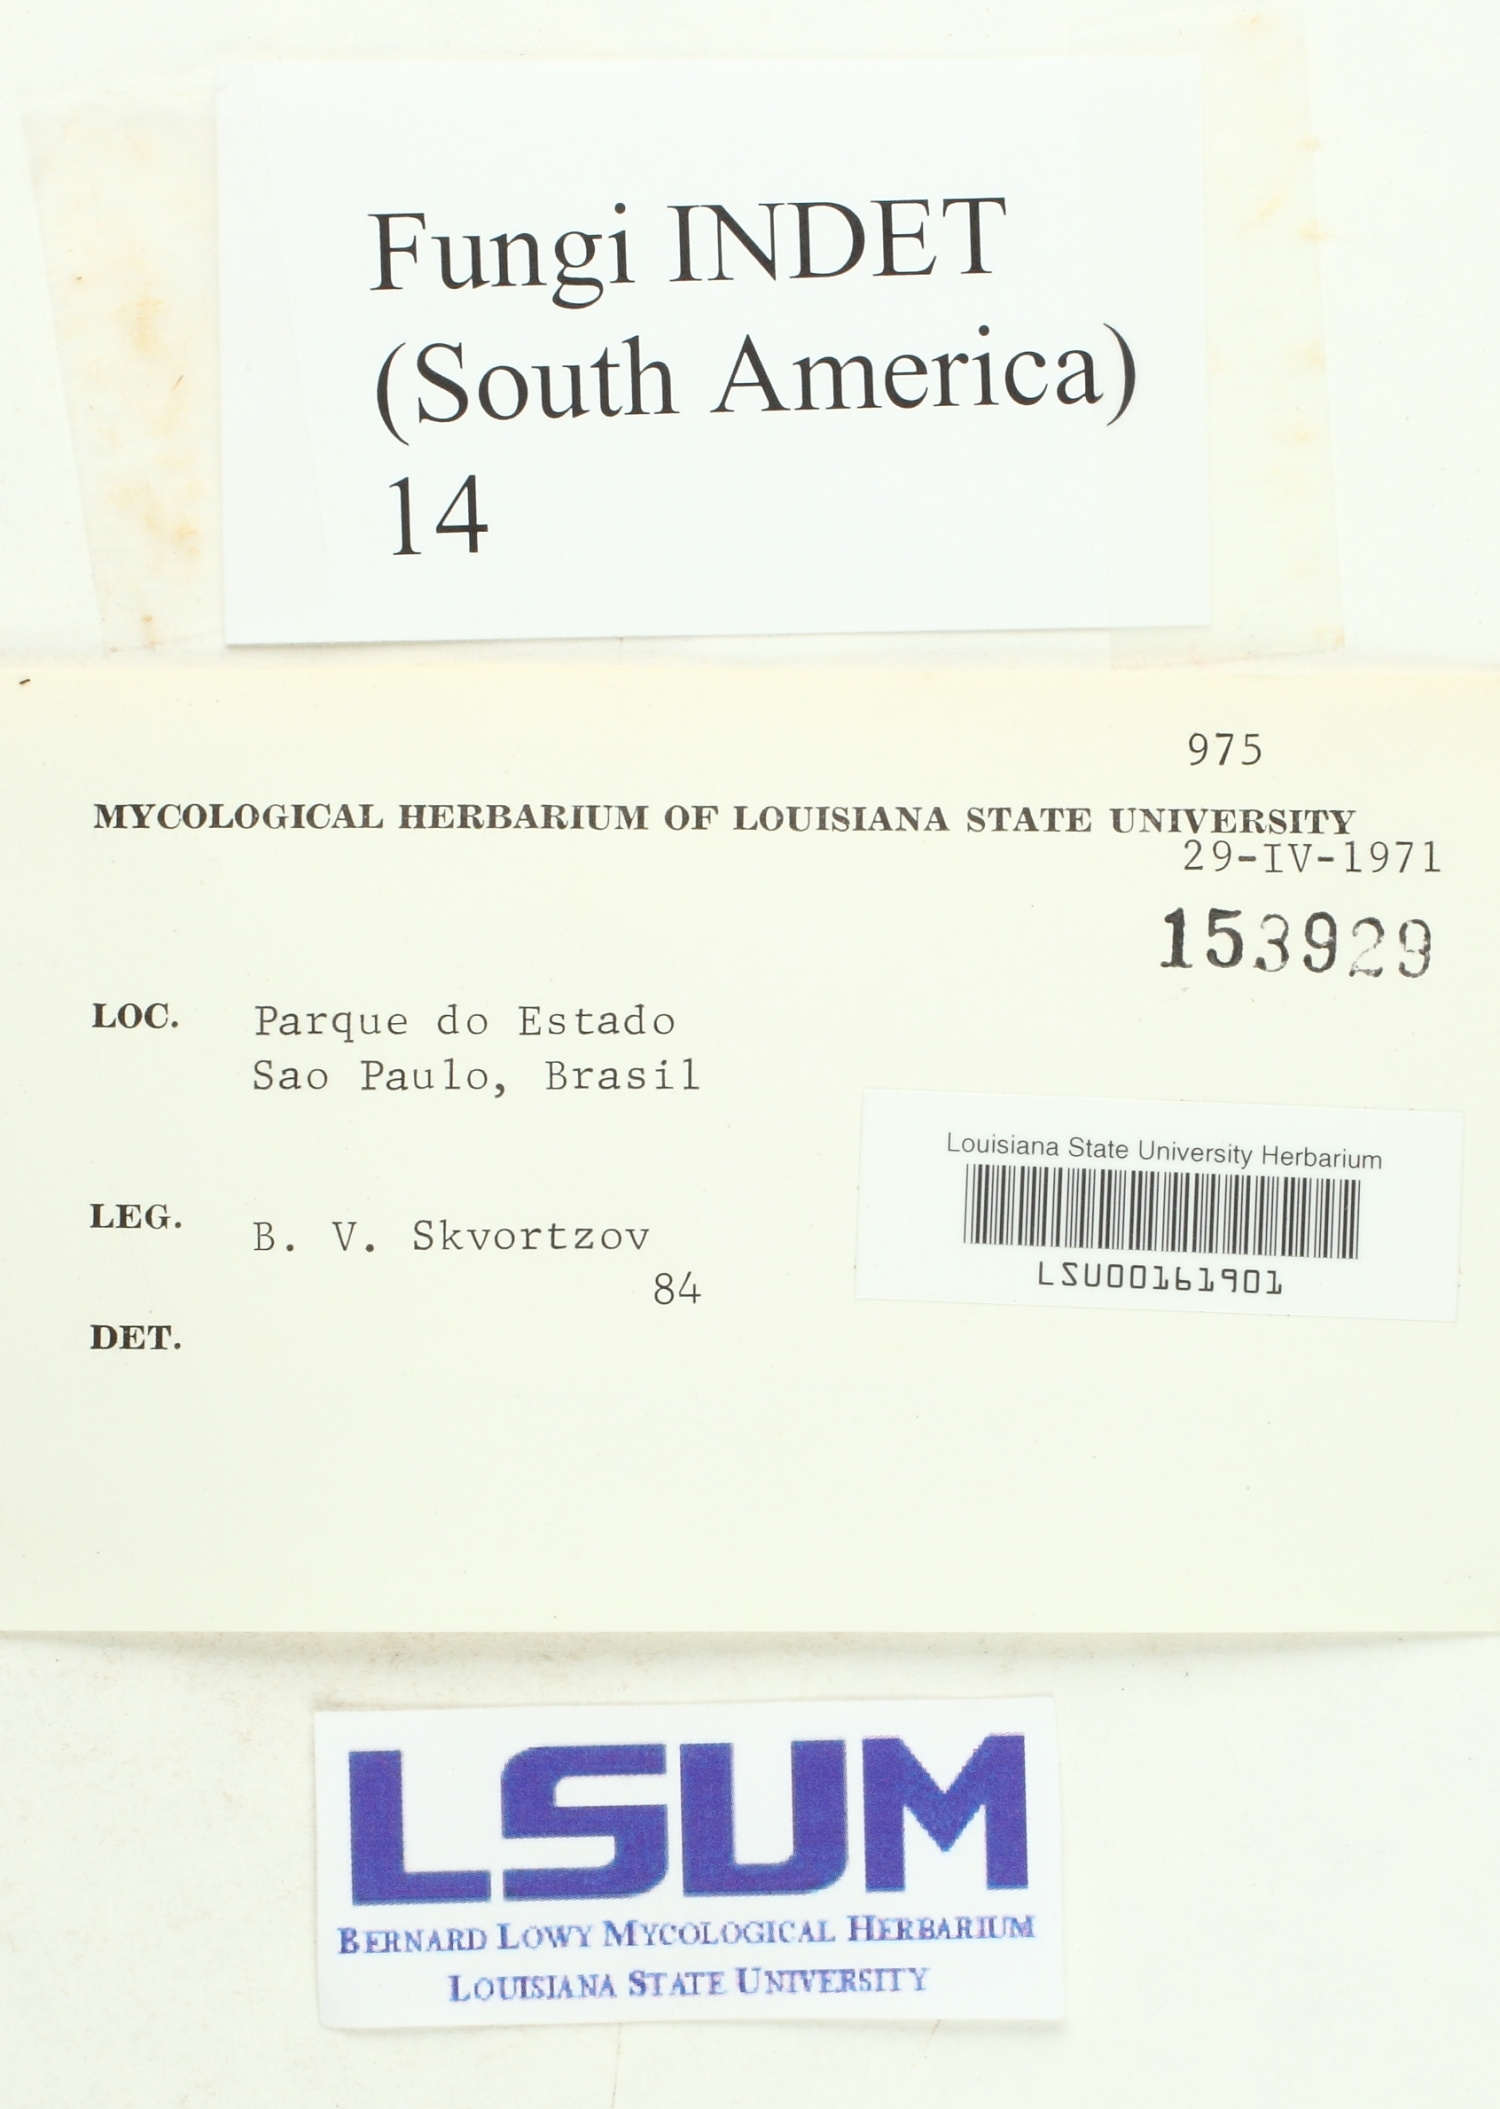 Fungi INDET
(South America)
14
975
MYCOLOGICAL HERBARIUM OF LOUISIANA STATE UNIVERSITY
29-IV-1971
153929
LOC. Parque do Estado
Sao Paulo, Brasil
Louisiana State University Herbarium
LSU00161901
LEG. B. V. Skvortzov
84
DET.
LSUM
BERNARD LOWY MYCOLOGICAL HERBARIUM
LOUISIANA STATE UNIVERSITY